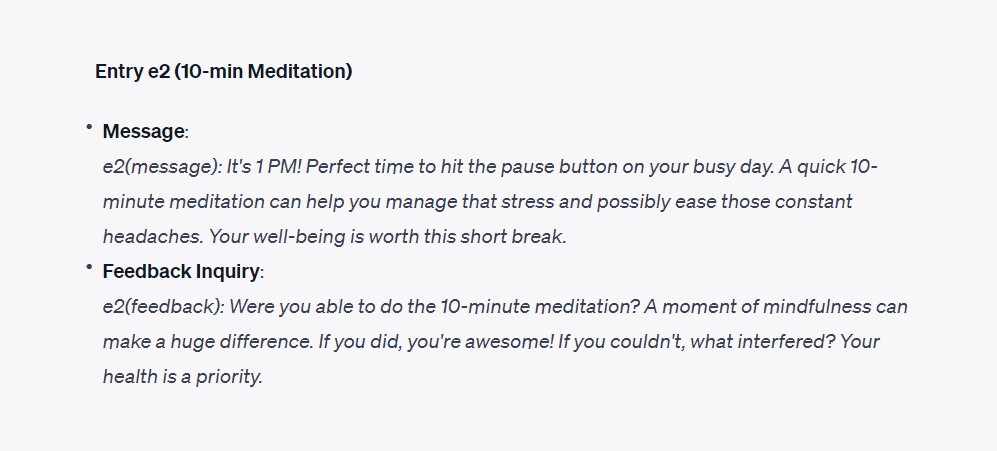 Entry e2 (10-min Meditation)
• Message:
e2(message): It's 1 PM! Perfect time to hit the pause button on your busy day. A quick 10-
minute meditation can help you manage that stress and possibly ease those constant
headaches. Your well-being is worth this short break.
• Feedback Inquiry:
e2(feedback): Were you able to do the 10-minute meditation? A moment of mindfulness can
make a huge difference. If you did, you're awesome! If you couldn't, what interfered? Your
health is a priority.